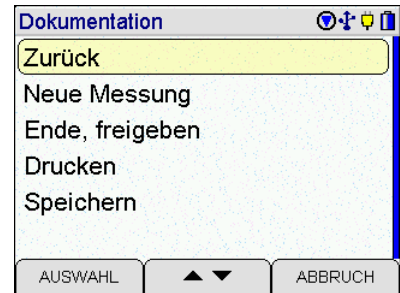 Dokumentation
Zurück
Neue Messung
Ende, freigeben
Drucken
Speichern
AUSWAHL ▲ ▼ ABBRUCH